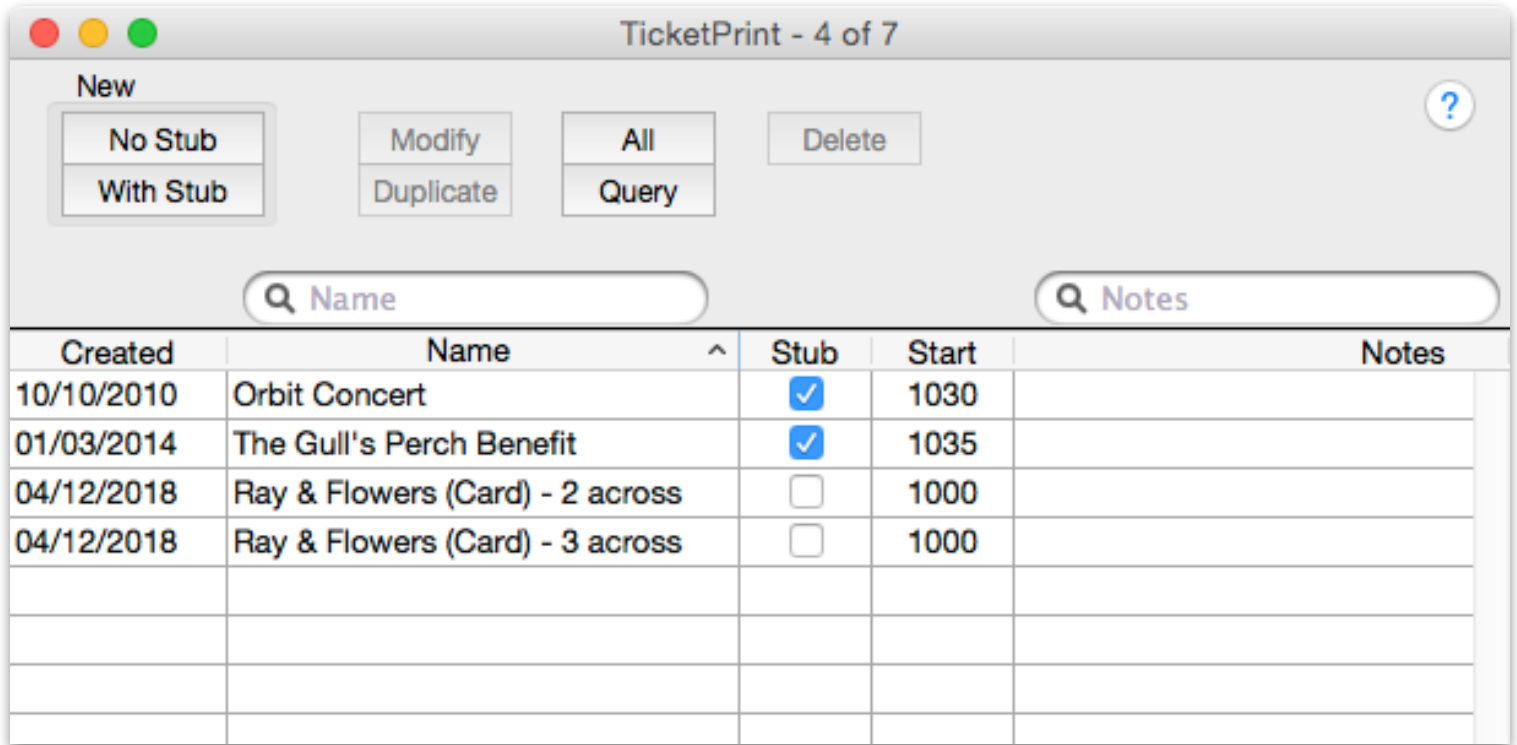 TicketPrint - 4 of 7
New
?
No Stub Modify All Delete
With Stub Duplicate Query
Name Notes
Created Name Stub Start Notes
10/10/2010 Orbit Concert 1030
01/03/2014 The Gull's Perch Benefit 1035
04/12/2018 Ray & Flowers (Card) - 2 across 1000
04/12/2018 Ray & Flowers (Card) - 3 across 1000